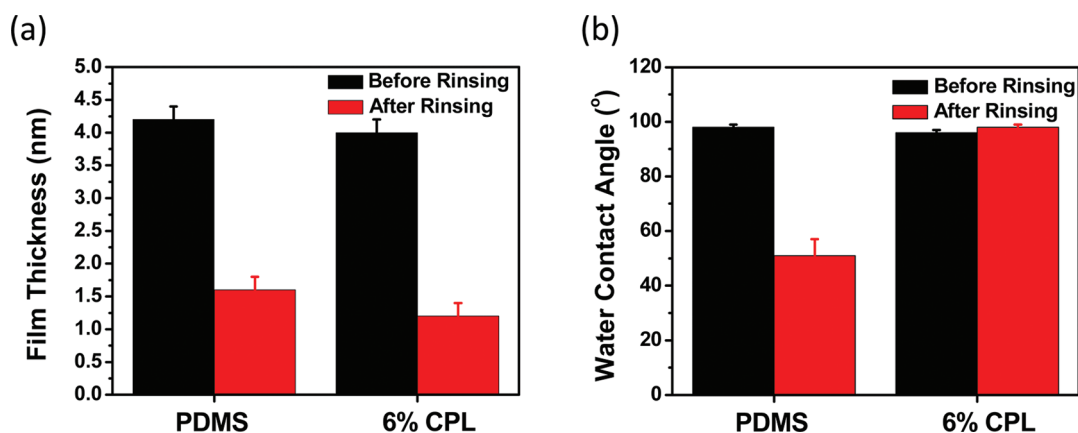 (a)
Film Thickness (nm)
5.0
4.5
4.0
3.5
3.0
2.5
2.0
1.5
1.0
0.5
0.0
Before Rinsing
After Rinsing
PDMS
6% CPL
(b)
Water Contact Angle (°)
120
100
80
60
40
20
0
Before Rinsing
After Rinsing
PDMS
6% CPL